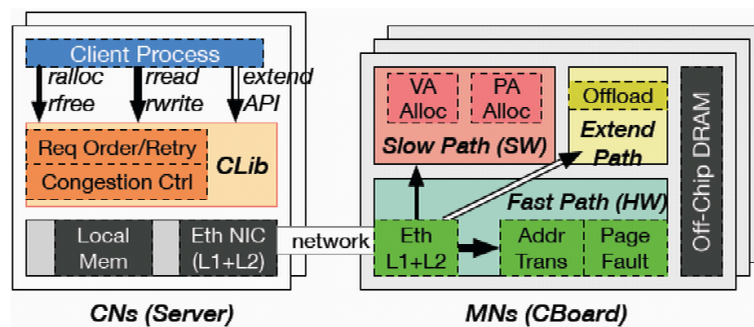 Client Process
ralloc rread extend
rfree rwrite API
Req Order/Retry
Congestion Ctrl
CLib
Local
Mem
Eth NIC
(L1+L2)
CNs (Server)
network
VA
Alloc
PA
Alloc
Slow Path (SW)
Offload
Extend
Path
Fast Path (HW)
Eth
L1+L2
Addr
Trans
Page
Fault
Off-Chip DRAM
MNs (CBoard)